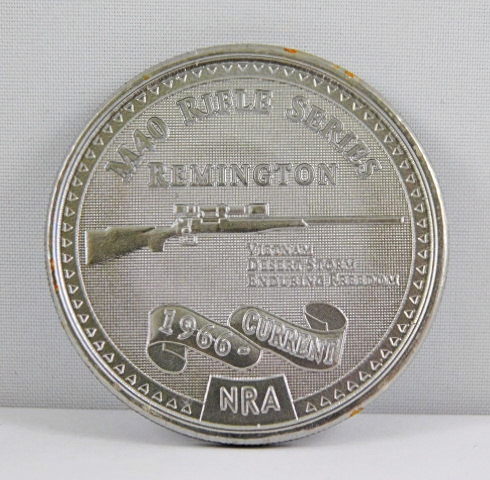 M40 RIFLE SERIES
REMINGTON
VIETNAM
DESERT STORM
ENDURING FREEDOM
1966-CURRENT
NRA